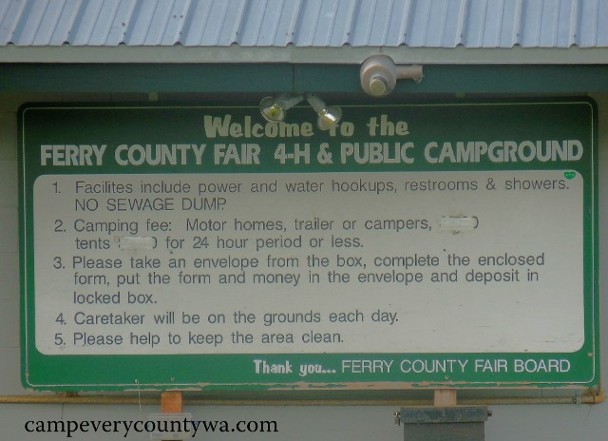 Welcome to the
FERRY COUNTY FAIR 4-H & PUBLIC CAMPGROUND
1. Facilites include power and water hookups, restrooms & showers.
NO SEWAGE DUMP.
2. Camping fee: Motor homes, trailer or campers,
tents for 24 hour period or less.
3. Please take an envelope from the box, complete the enclosed
form, put the form and money in the envelope and deposit in
locked box.
4. Caretaker will be on the grounds each day.
5. Please help to keep the area clean.
Thank you... FERRY COUNTY FAIR BOARD
campeverycountywa.com